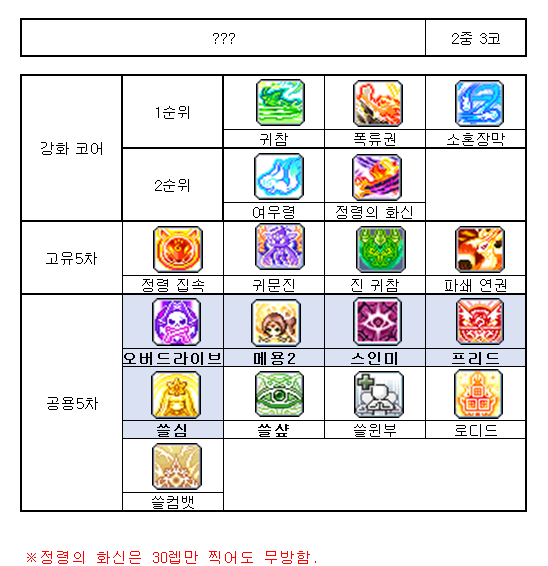 ???
2중 3코
강화 코어
1순위
귀참
폭류권
소혼장막
2순위
여우령
정령의 화신
고유5차
정령 집속
귀문진
진 귀참
파쇄 연권
공용5차
오버드라이브
메용2
스인미
프리드
쓸심
쓸샾
쓸윈부
로디드
쓸컴뱃
※정령의 화신은 30렙만 찍어도 무방함.